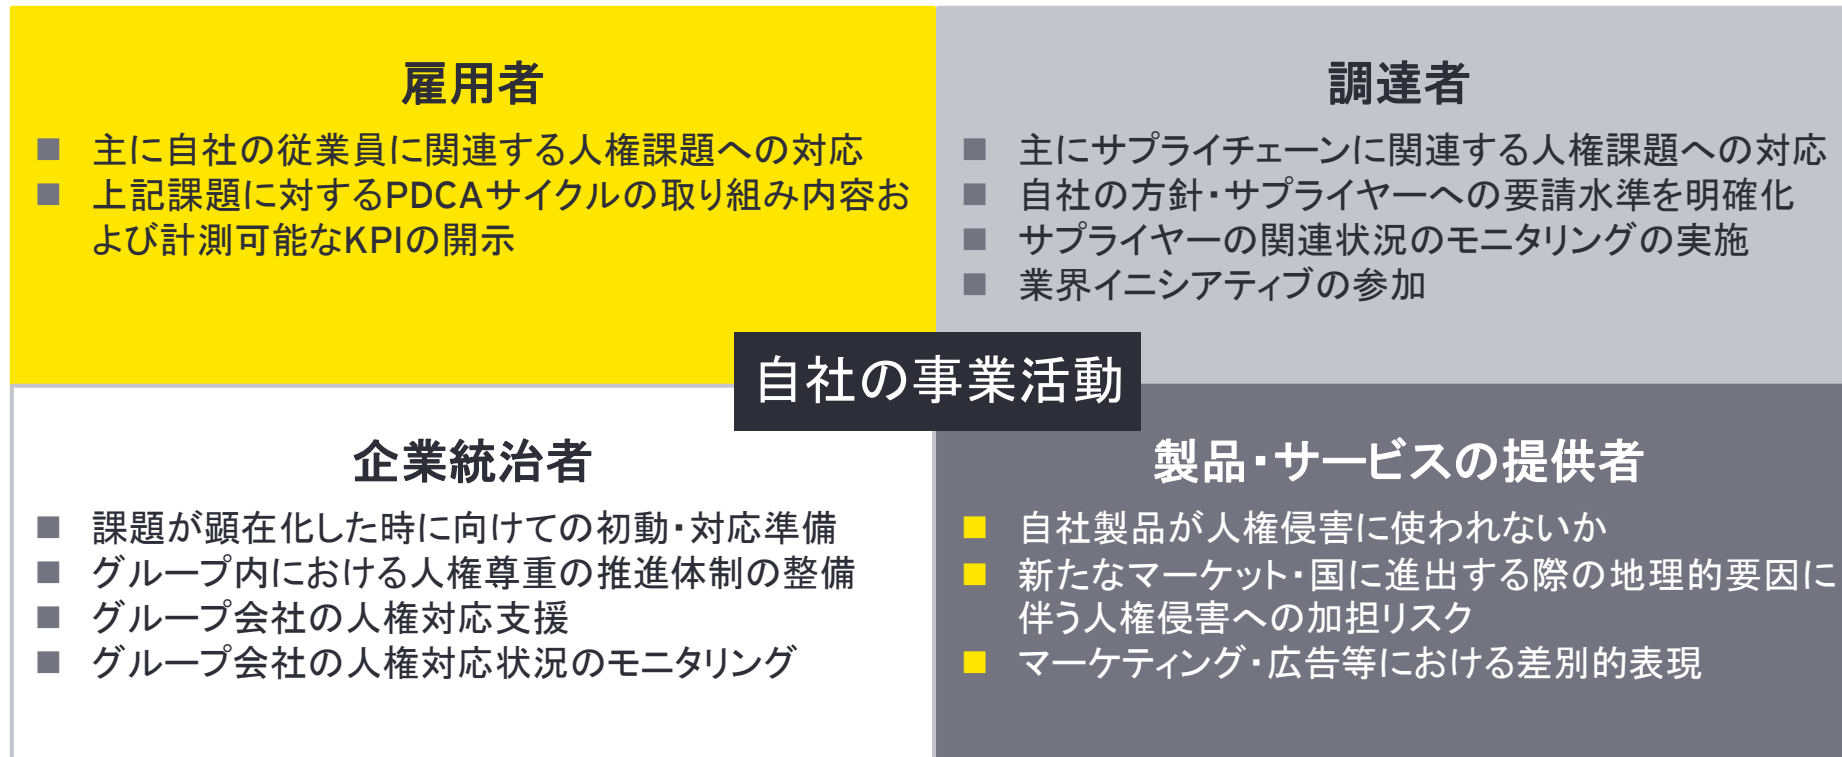 雇用者
■ 主に自社の従業員に関連する人権課題への対応
■ 上記課題に対するPDCAサイクルの取り組み内容お
よび計測可能なKPIの開示
調達者
■ 主にサプライチェーンに関連する人権課題への対応
■ 自社の方針・サプライヤーへの要請水準を明確化
■ サプライヤーの関連状況のモニタリングの実施
■ 業界イニシアティブの参加
自社の事業活動
企業統治者
■ 課題が顕在化した時に向けての初動・対応準備
■ グループ内における人権尊重の推進体制の整備
■ グループ会社の人権対応支援
■ グループ会社の人権対応状況のモニタリング
製品・サービスの提供者
■ 自社製品が人権侵害に使われないか
■ 新たなマーケット・国に進出する際の地理的要因に
伴う人権侵害への加担リスク
■ マーケティング・広告等における差別的表現